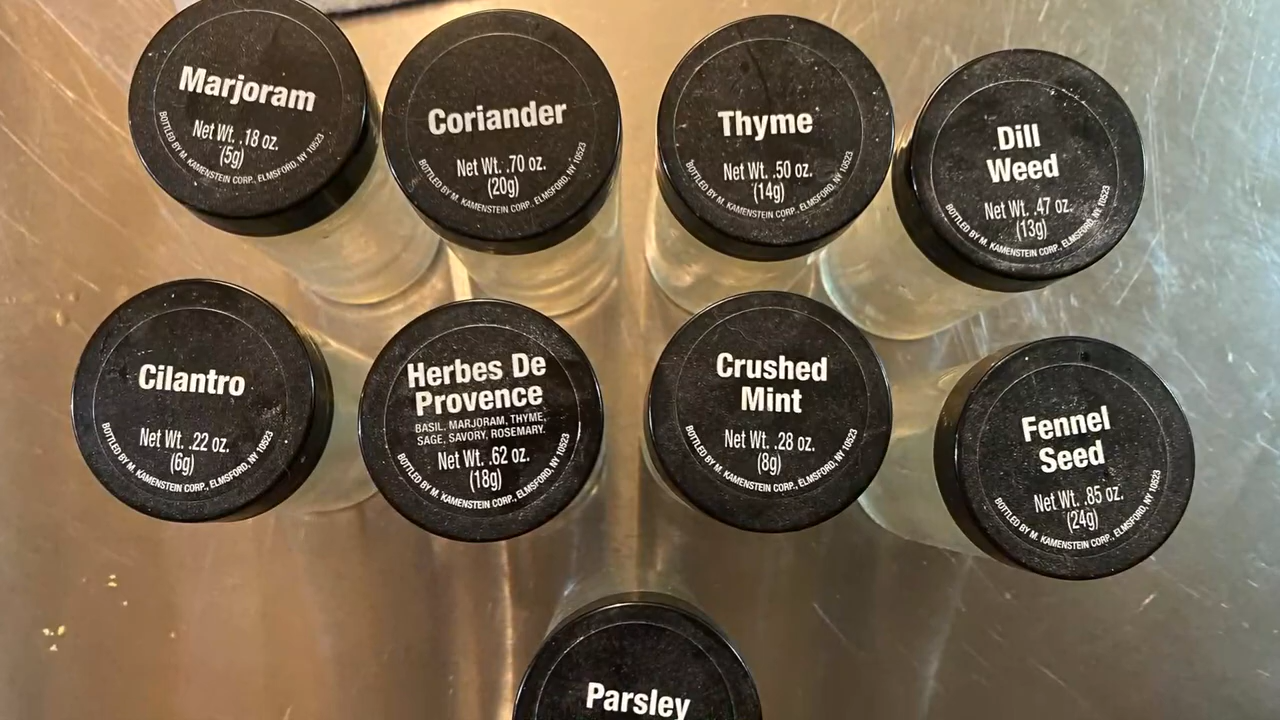 Marjoram
Net Wt. .18 oz.
(5g)
BOTTLED BY M. KAMENSTEIN CORP., ELMSFORD, NY 10523
Coriander
Net Wt. .70 oz.
(20g)
BOTTLED BY M. KAMENSTEIN CORP., ELMSFORD, NY 10523
Thyme
Net Wt. .50 oz.
(14g)
BOTTLED BY M. KAMENSTEIN CORP., ELMSFORD, NY 10523
Dill
Weed
Net Wt. .47 oz.
(13g)
BOTTLED BY M. KAMENSTEIN CORP., ELMSFORD, NY 10523
Cilantro
Net Wt. .22 oz.
(6g)
BOTTLED BY M. KAMENSTEIN CORP., ELMSFORD, NY 10523
Herbes De
Provence
BASIL, MARJORAM, THYME,
SAGE, SAVORY, ROSEMARY.
Net Wt. .62 oz.
(18g)
BOTTLED BY M. KAMENSTEIN CORP., ELMSFORD, NY 10523
Crushed
Mint
Net Wt. .28 oz.
(8g)
BOTTLED BY M. KAMENSTEIN CORP., ELMSFORD, NY 10523
Fennel
Seed
Net Wt. .85 oz.
(24g)
BOTTLED BY M. KAMENSTEIN CORP., ELMSFORD, NY 10523
Parsley